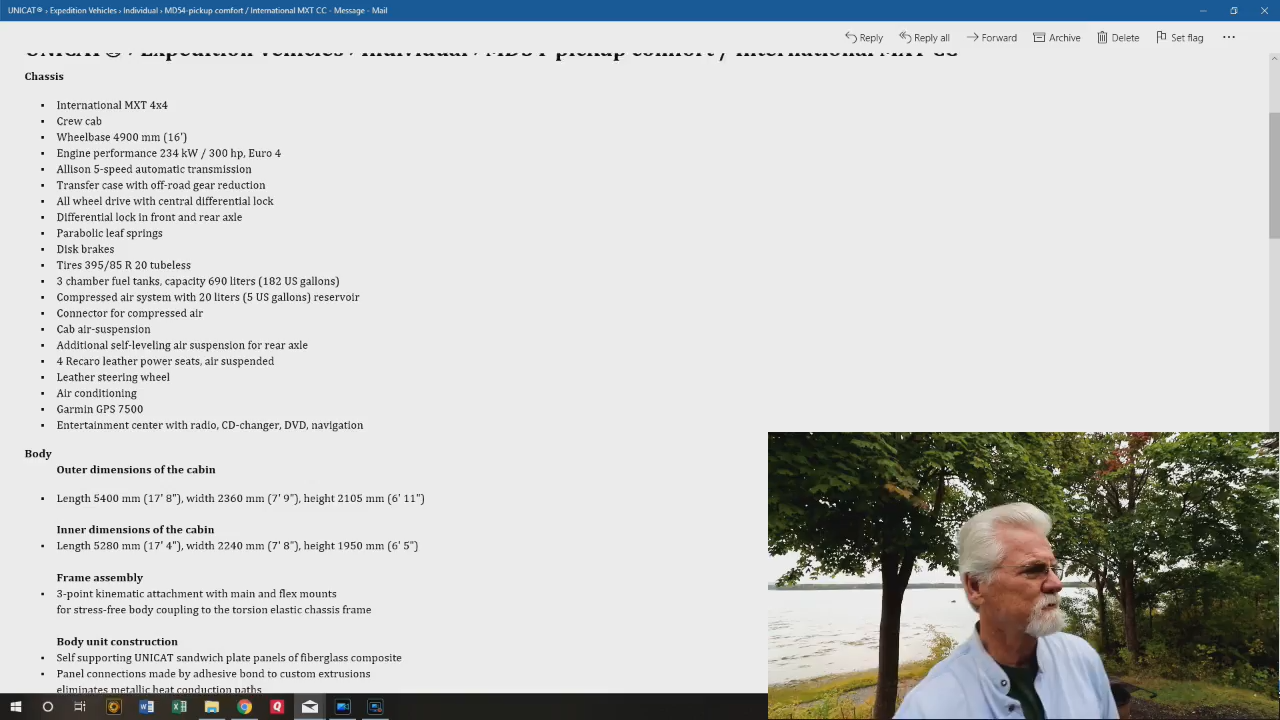 UNICAT® › Expedition Vehicles › Individual › MD54-pickup comfort / International MXT CC - Message - Mail
Reply
Reply all
Forward
Archive
Delete
Set flag
UNICAT® › Expedition Vehicles › Individual › MD54-pickup comfort / International MXT CC
Chassis
▪ International MXT 4x4
▪ Crew cab
▪ Wheelbase 4900 mm (16')
▪ Engine performance 234 kW / 300 hp, Euro 4
▪ Allison 5-speed automatic transmission
▪ Transfer case with off-road gear reduction
▪ All wheel drive with central differential lock
▪ Differential lock in front and rear axle
▪ Parabolic leaf springs
▪ Disk brakes
▪ Tires 395/85 R 20 tubeless
▪ 3 chamber fuel tanks, capacity 690 liters (182 US gallons)
▪ Compressed air system with 20 liters (5 US gallons) reservoir
▪ Connector for compressed air
▪ Cab air-suspension
▪ Additional self-leveling air suspension for rear axle
▪ 4 Recaro leather power seats, air suspended
▪ Leather steering wheel
▪ Air conditioning
▪ Garmin GPS 7500
▪ Entertainment center with radio, CD-changer, DVD, navigation
Body
Outer dimensions of the cabin
▪ Length 5400 mm (17' 8"), width 2360 mm (7' 9"), height 2105 mm (6' 11")
Inner dimensions of the cabin
• Length 5280 mm (17' 4"), width 2240 mm (7' 8"), height 1950 mm (6' 5")
Frame assembly
• 3-point kinematic attachment with main and flex mounts
for stress-free body coupling to the torsion elastic chassis frame
Body unit construction
• Self supporting UNICAT sandwich plate panels of fiberglass composite
• Panel connections made by adhesive bond to custom extrusions
eliminates metallic heat conduction paths